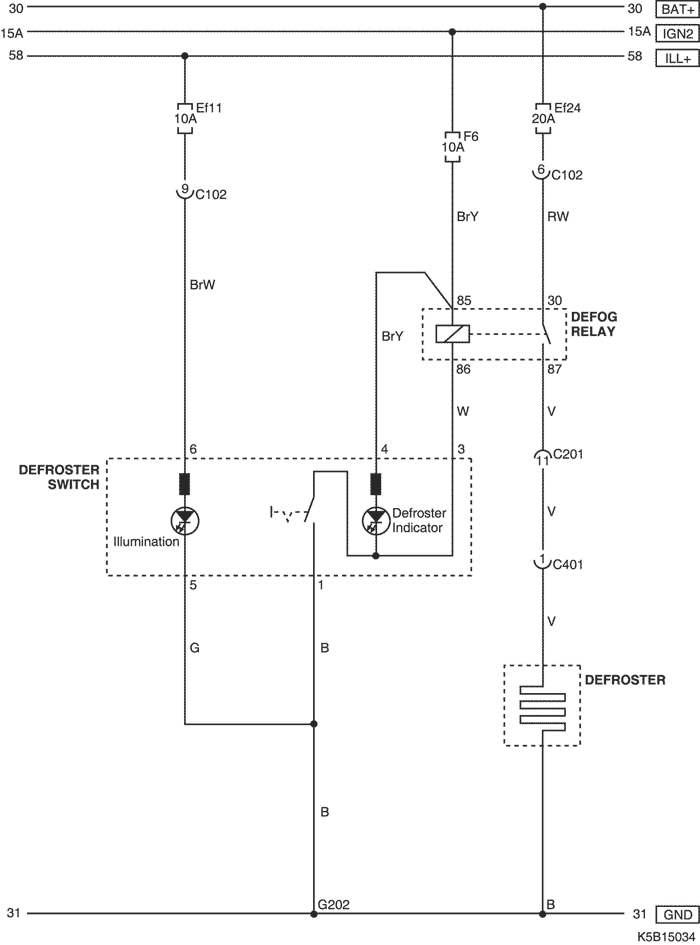 30 30 BAT+
15A 15A IGN2
58 58 ILL+
Ef11
10A
Ef24
20A
F6
10A
6 C102
9 C102
BrY RW
BrW
85 30
DEFOG
RELAY
BrY
86 87
W V
6 4 3
C201
11
DEFROSTER
SWITCH
Defroster
Indicator
V
Illumination
1
C401
5 1
V
G B
DEFROSTER
B
G202 B
31 31 GND
K5B15034